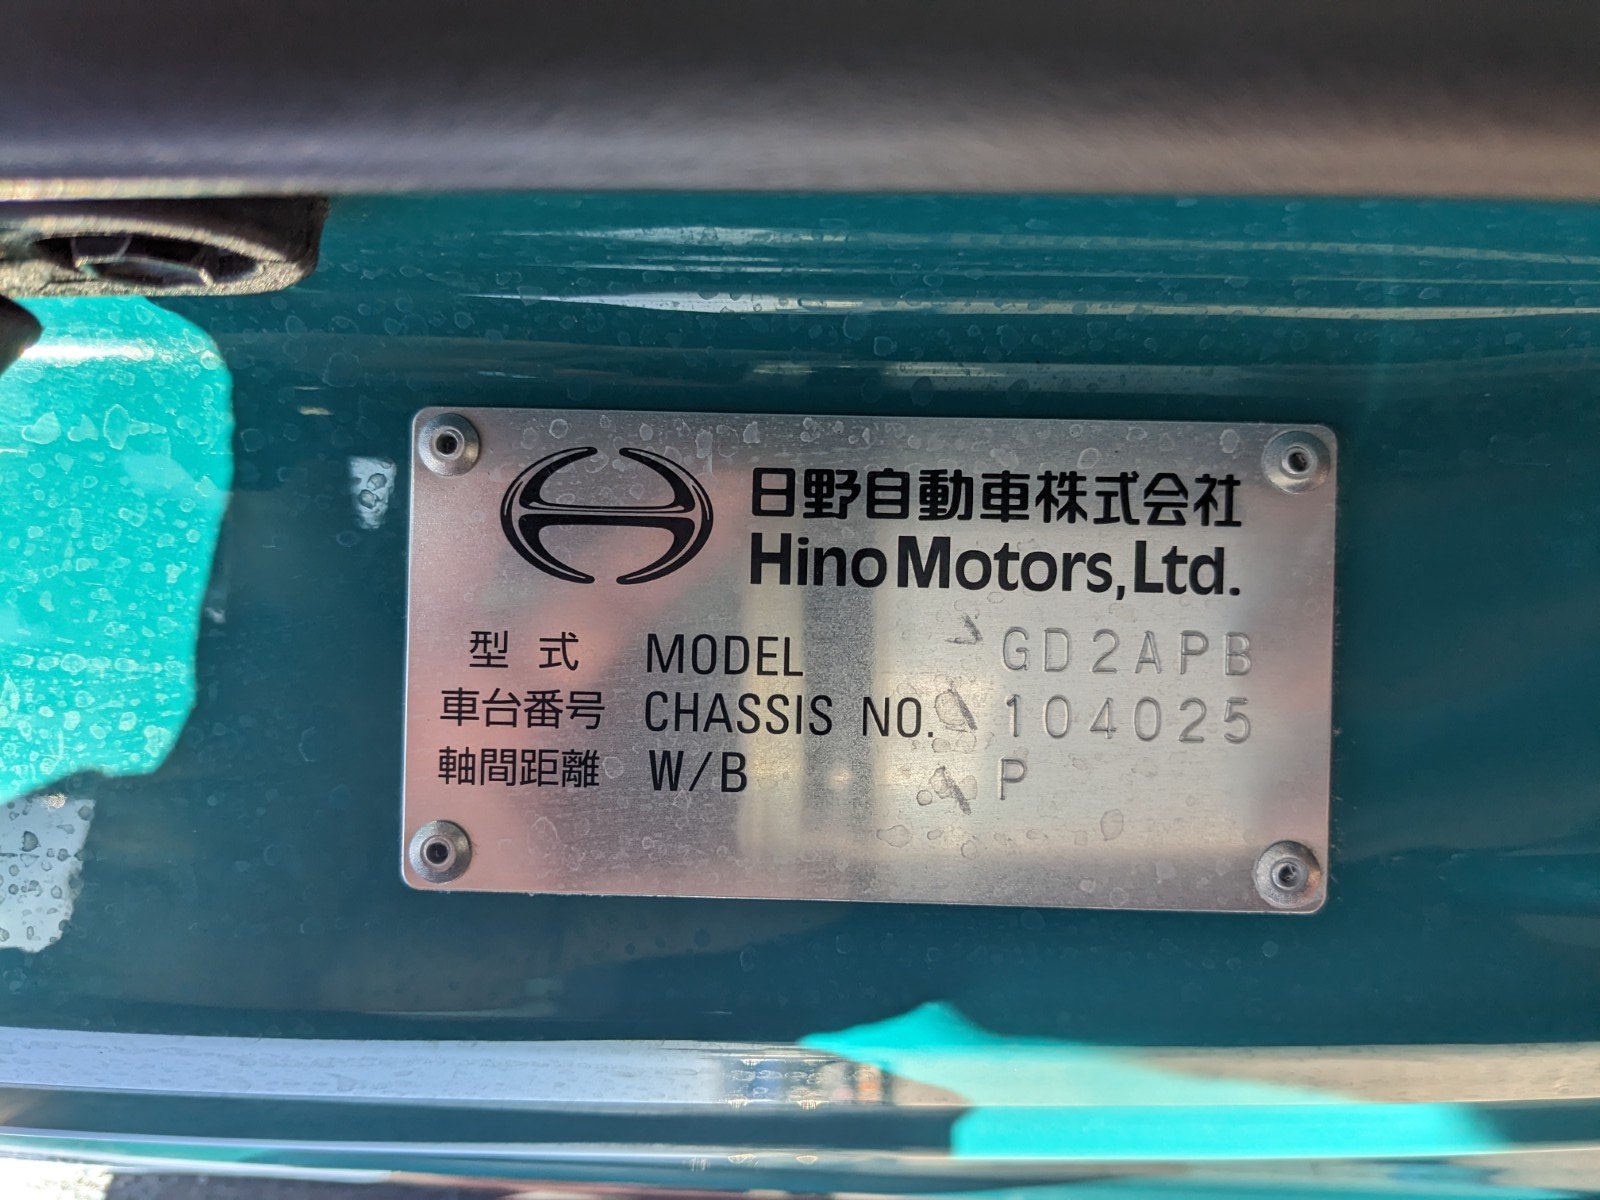 日野自動車株式会社
Hino Motors, Ltd.
型 式 MODEL GD2APB
車台番号 CHASSIS NO. 104025
軸間距離 W/B P